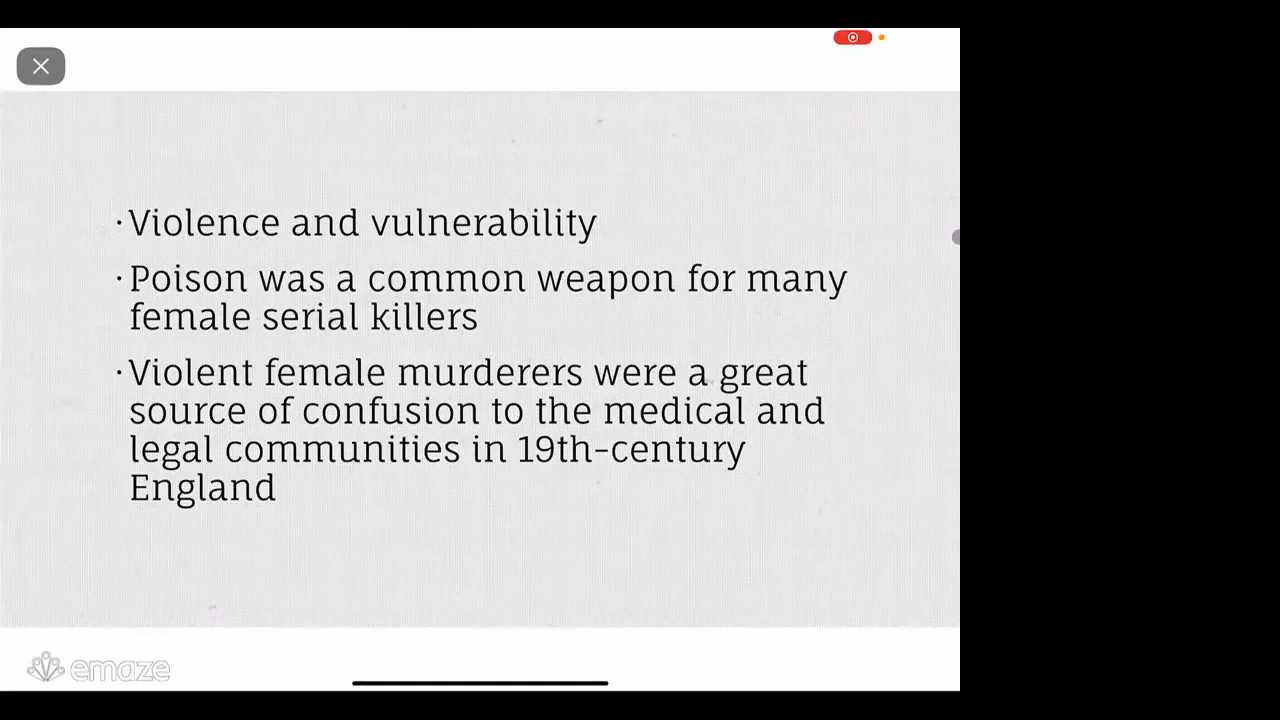 · Violence and vulnerability
· Poison was a common weapon for many
female serial killers
· Violent female murderers were a great
source of confusion to the medical and
legal communities in 19th-century
England
emaze